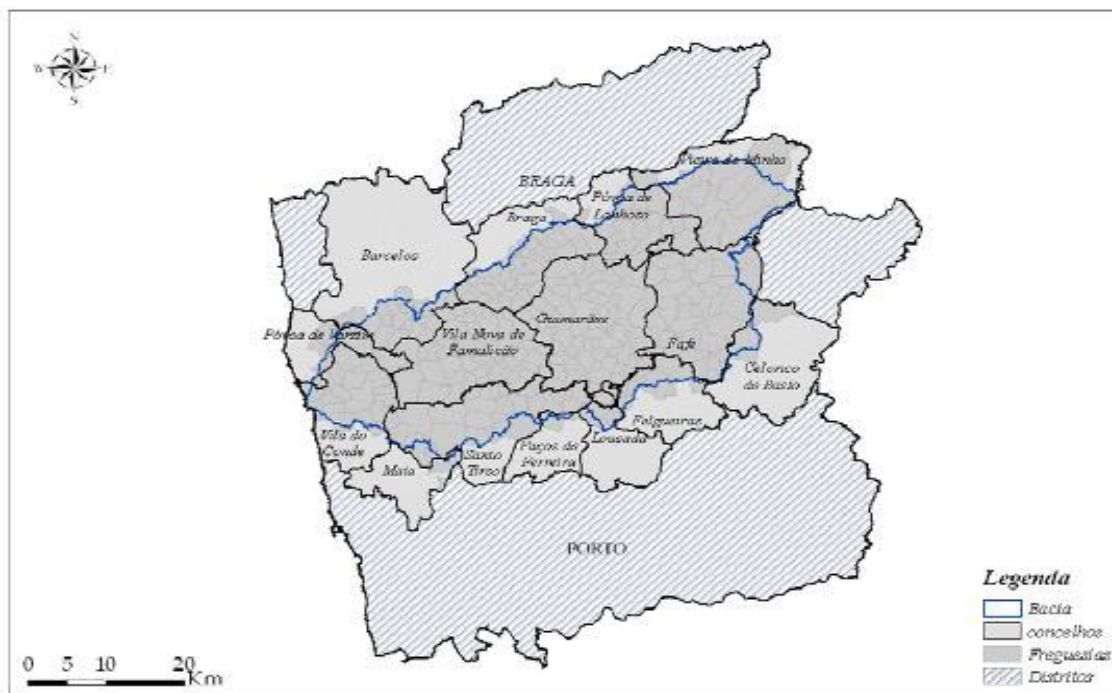 N
W E
S
Vieira do Minho
BRAGA
Póvoa de
Lanhoso
Braga
Barcelos
Guimarães
Póvoa de Varzim
Vila Nova de
Famalicão
Fafe
Celorico
de Basto
Felgueiras
Vila do
Conde
Lousada
Paços de
Ferreira
Santo
Tirso
Maia
PORTO
Legenda
Bacia
concelhos
Freguesias
Distritos
0 5 10 20
Km